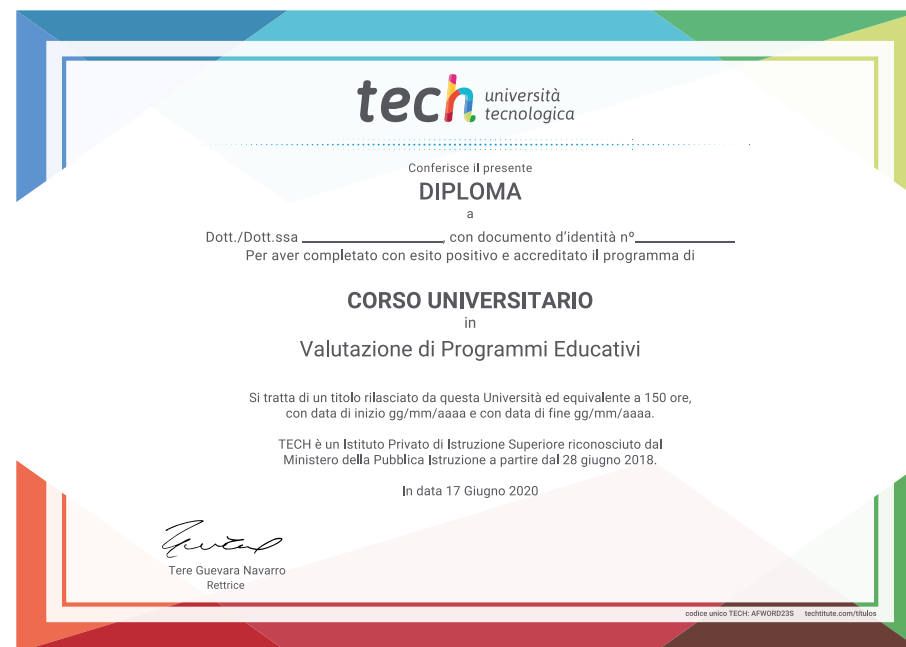 tech università
tecnologica
Conferisce il presente
DIPLOMA
a
Dott./Dott.ssa ____________________, con documento d'identità nº______________
Per aver completato con esito positivo e accreditato il programma di
CORSO UNIVERSITARIO
in
Valutazione di Programmi Educativi
Si tratta di un titolo rilasciato da questa Università ed equivalente a 150 ore,
con data di inizio gg/mm/aaaa e con data di fine gg/mm/aaaa.
TECH è un Istituto Privato di Istruzione Superiore riconosciuto dal
Ministero della Pubblica Istruzione a partire dal 28 giugno 2018.
In data 17 Giugno 2020
Tere Guevara Navarro
Rettrice
codice unico TECH: AFWORD23S techtitute.com/titulos